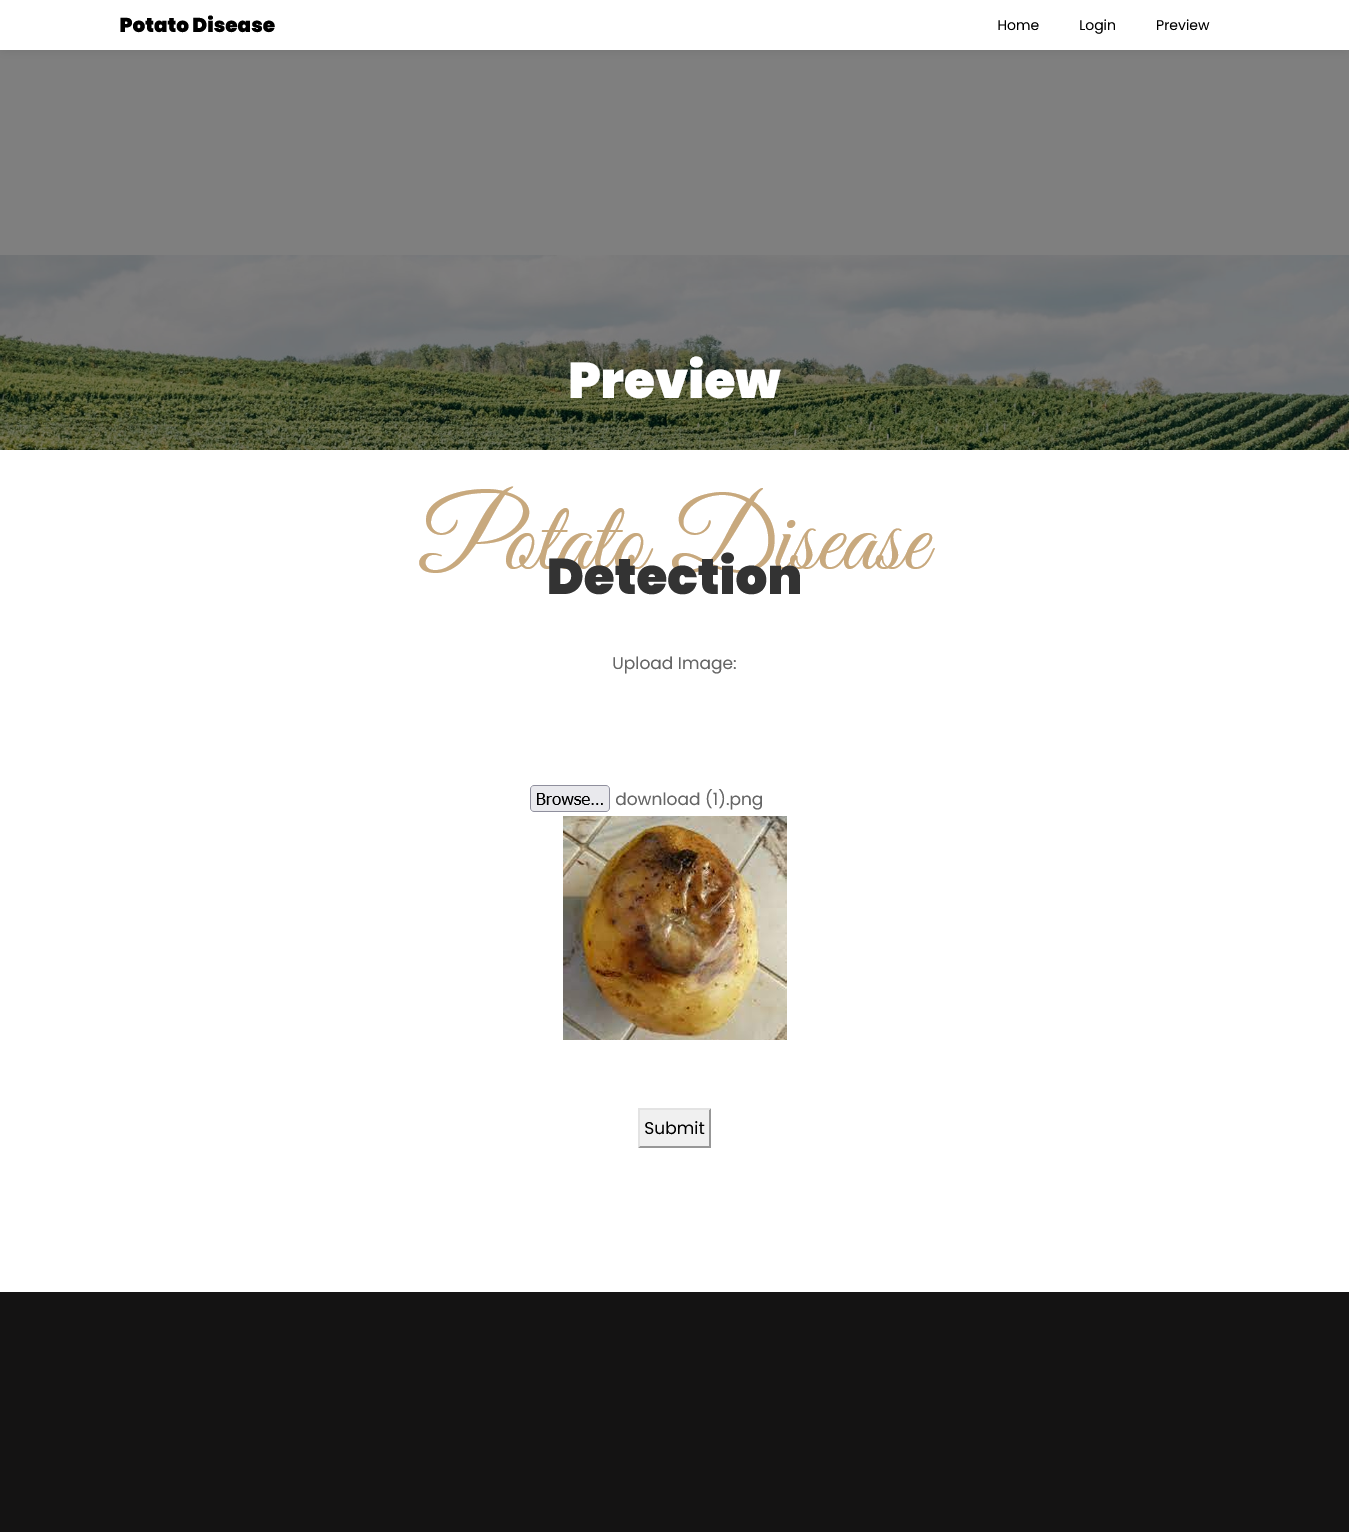 Potato Disease
Home Login Preview
Preview
Potato Disease
Detection
Upload Image:
Browse... download (1).png
Submit